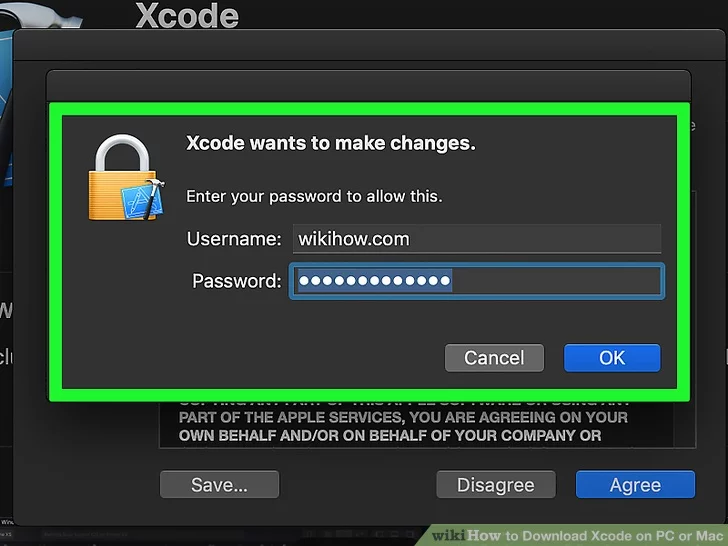 Xcode
Xcode wants to make changes.
Enter your password to allow this.
Username: wikihow.com
Password: •••••••••••••
Cancel OK
PART OF THE APPLE SERVICES, YOU ARE AGREEING ON YOUR
OWN BEHALF AND/OR ON BEHALF OF YOUR COMPANY OR
Save... Disagree Agree
wikiHow to Download Xcode on PC or Mac